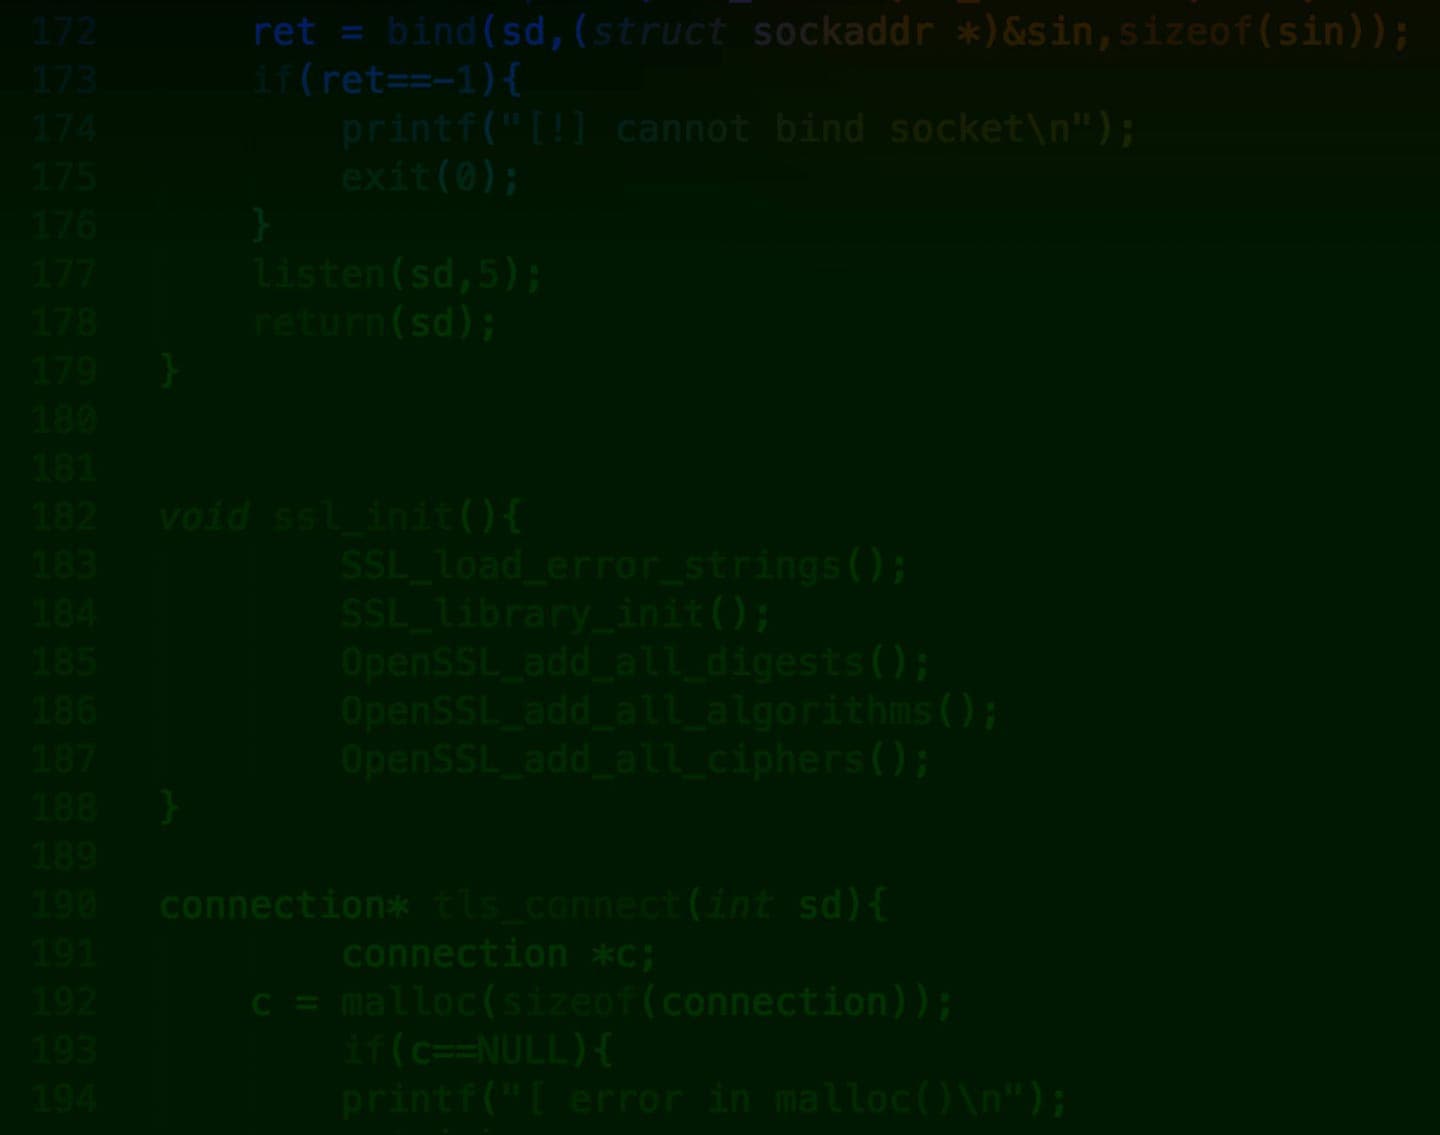 172 ret = bind(sd,(struct sockaddr *)&sin,sizeof(sin));
173 if(ret==-1){
174 printf("[!] cannot bind socket\n");
175 exit(0);
176 }
177 listen(sd,5);
178 return(sd);
179 }
180
181
182 void ssl_init(){
183 SSL_load_error_strings();
184 SSL_library_init();
185 OpenSSL_add_all_digests();
186 OpenSSL_add_all_algorithms();
187 OpenSSL_add_all_ciphers();
188 }
189
190 connection* tls_connect(int sd){
191 connection *c;
192 c = malloc(sizeof(connection));
193 if(c==NULL){
194 printf("[ error in malloc()\n");